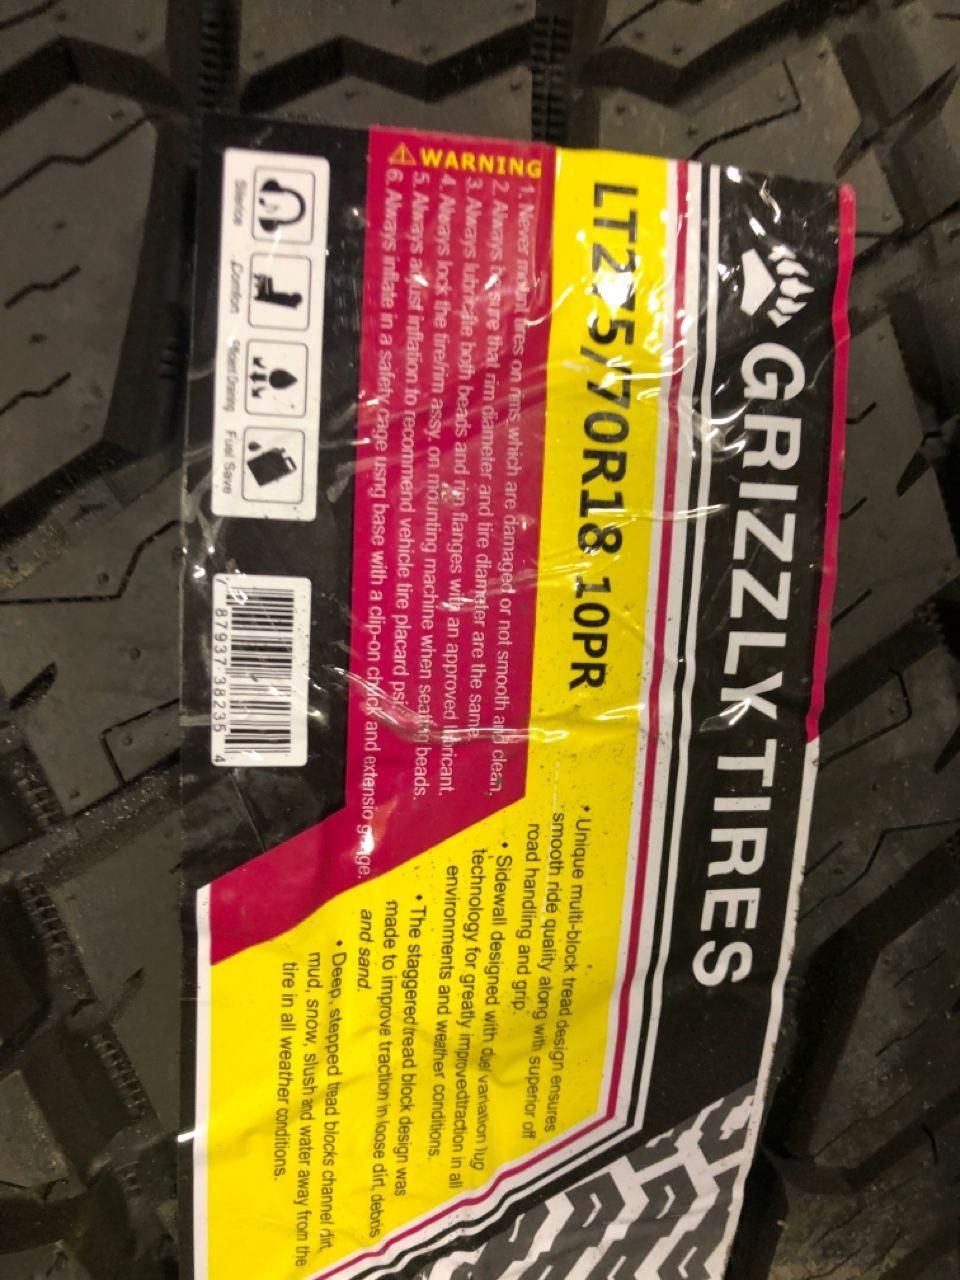 GRIZZLY TIRES
LT275/70R18 10PR
WARNING
1. Never mount tires on rims which are damaged or not smooth and clean.
2. Always be sure that rim diameter and tire diameter are the same.
3. Always lubricate both beads and rim flanges with an approved lubricant.
4. Always lock the tire/rim assy. on mounting machine when seating beads.
5. Always adjust inflation to recommend vehicle tire placard psi.
6. Always inflate in a safety cage usng base with a clip-on chuck and extensio gauge.
• Unique multi-block tread design ensures
smooth ride quality along with superior off
road handling and grip.
• Sidewall designed with duel variation lug
technology for greatly improvedtraction in all
environments and weather conditions.
• The staggered tread block design was
made to improve traction in loose dirt, debris
and sand.
• Deep, stepped tread blocks channel dirt,
mud, snow, slush and water away from the
tire in all weather conditions.
Silence
Comfort
Draining
Fuel Save
7 87937 38235 4